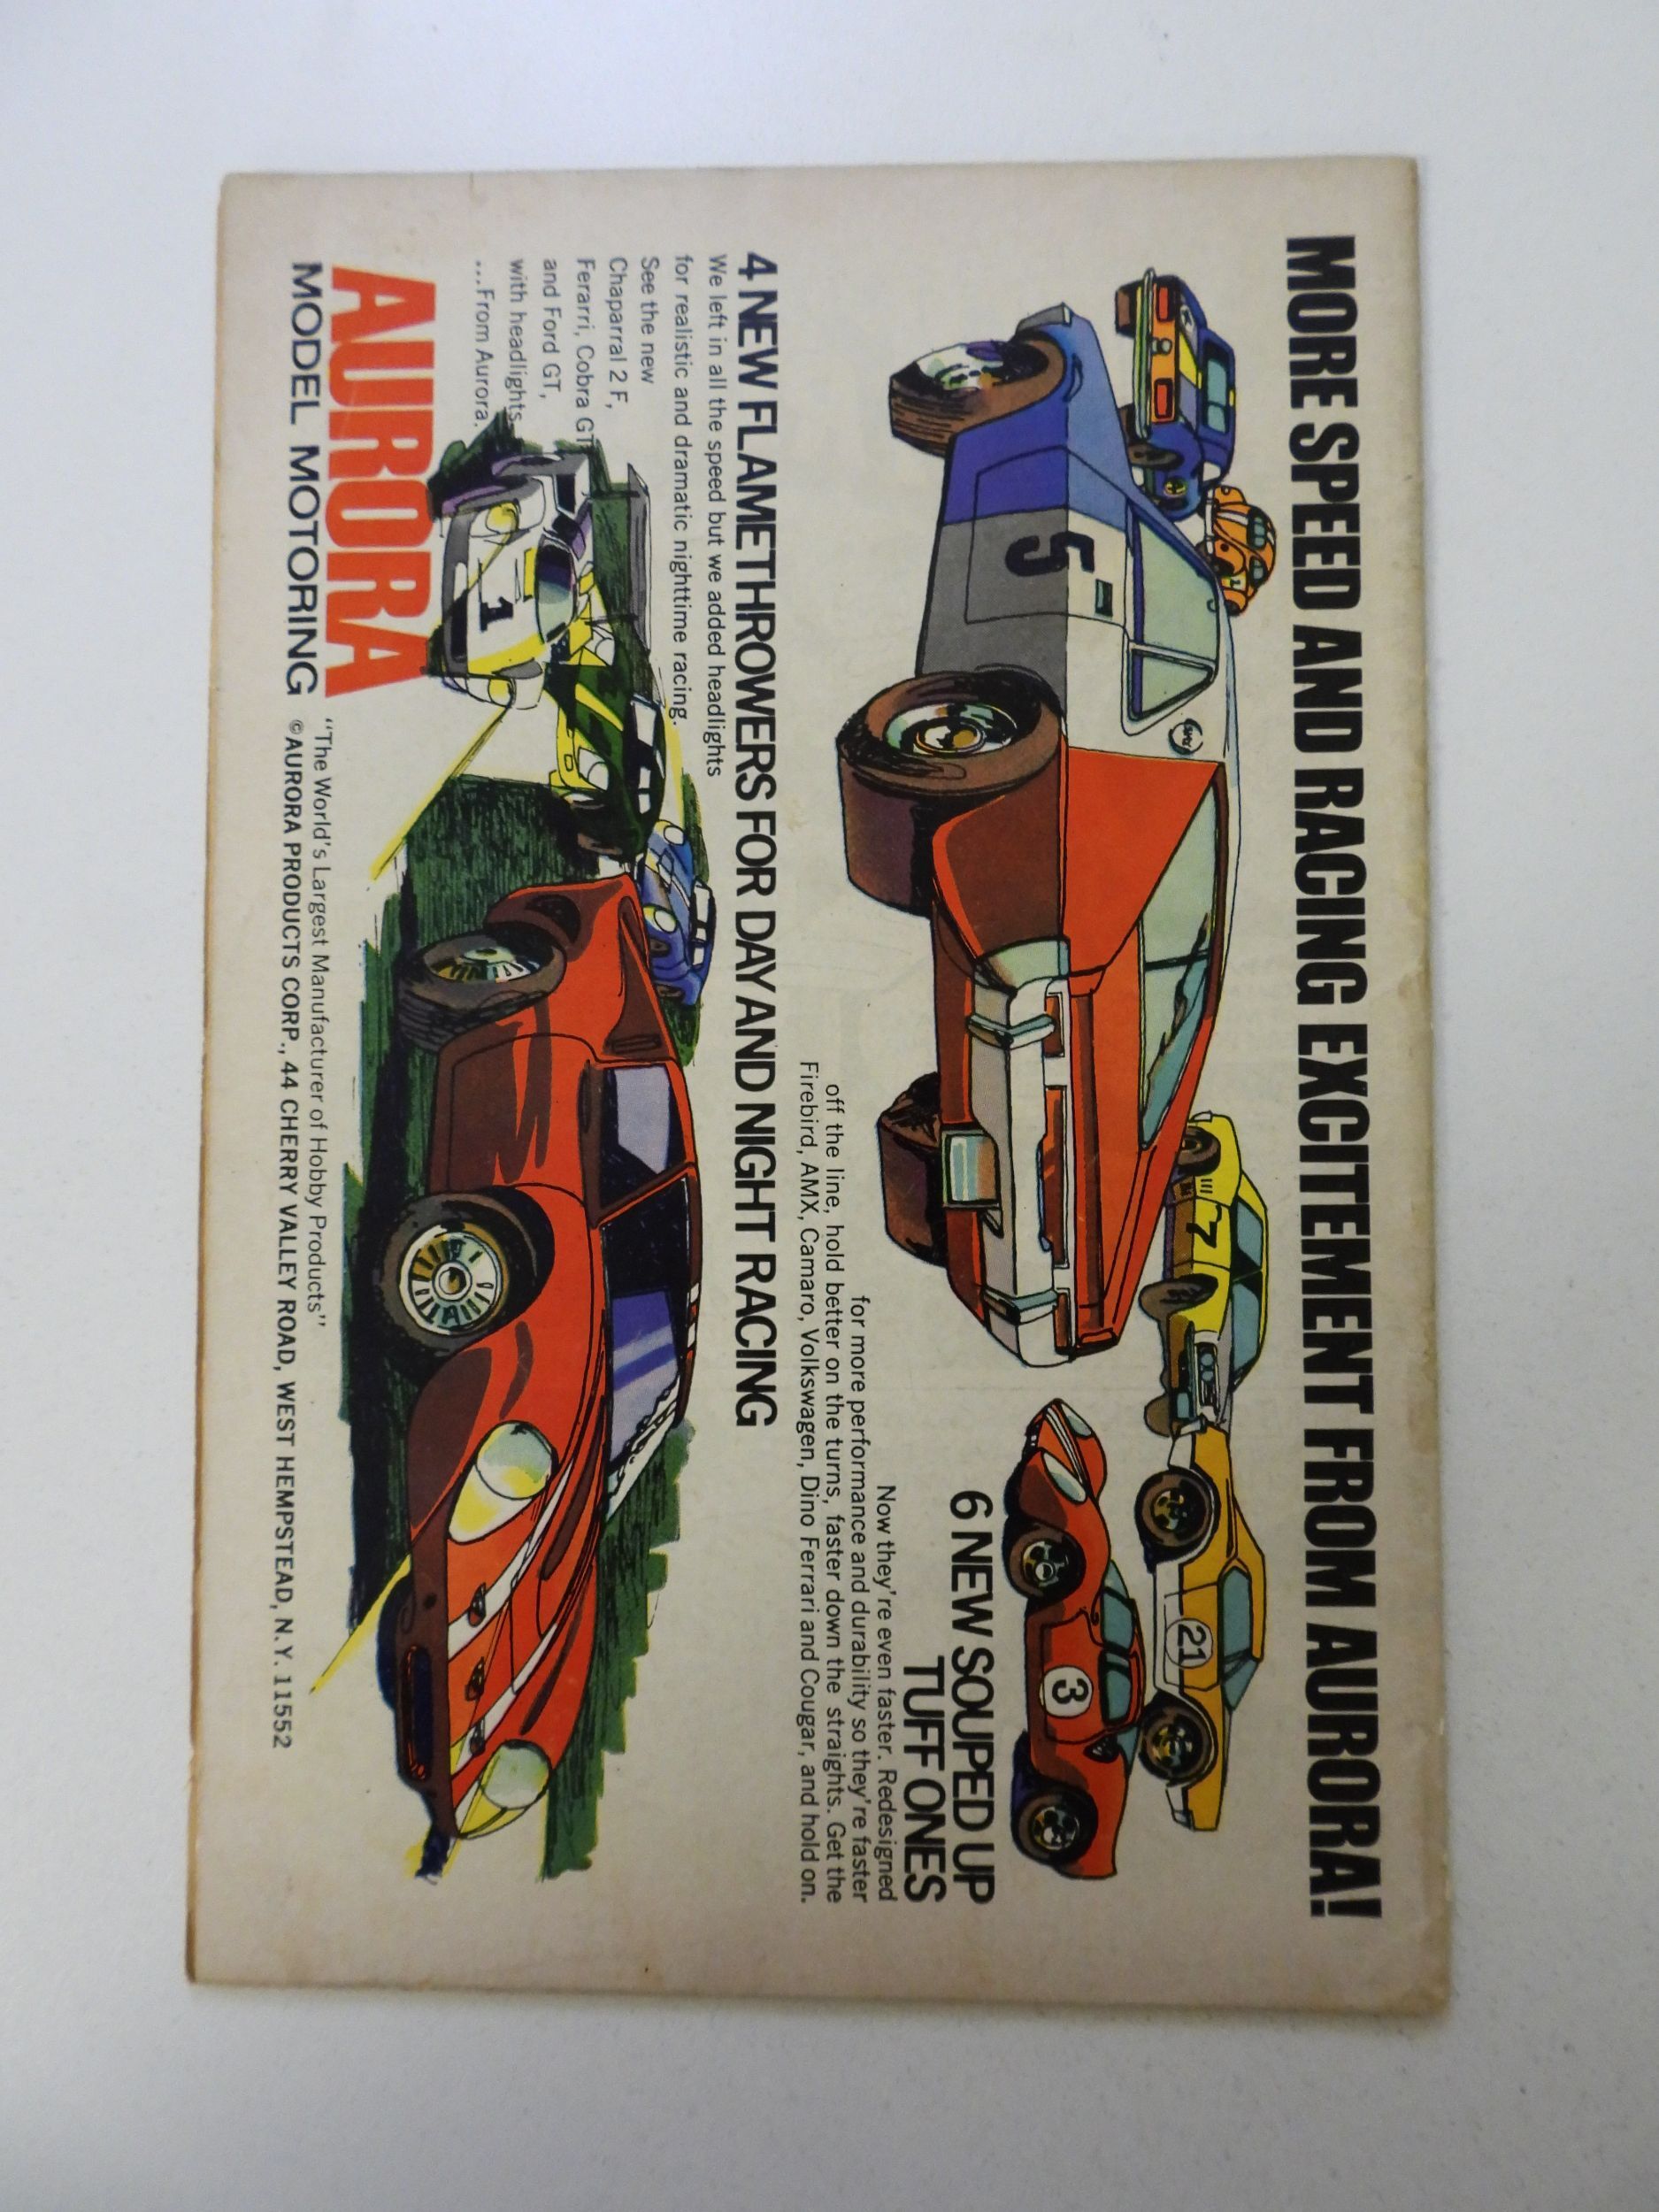 MORE SPEED AND RACING EXCITEMENT FROM AURORA!
5
7
21
3
6 NEW SOUPED UP
TUFF ONES
Now they're even faster. Redesigned
for more performance and durability so they're faster
off the line, hold better on the turns, faster down the straights. Get the
Firebird, AMX, Camaro, Volkswagen, Dino Ferrari and Cougar, and hold on.
4 NEW FLAMETHROWERS FOR DAY AND NIGHT RACING
We left in all the speed but we added headlights
for realistic and dramatic nighttime racing.
See the new
Chaparral 2 F,
Ferarri, Cobra GT
and Ford GT,
with headlights
...From Aurora.
1
AURORA
MODEL MOTORING
"The World's Largest Manufacturer of Hobby Products"
©AURORA PRODUCTS CORP., 44 CHERRY VALLEY ROAD, WEST HEMPSTEAD, N.Y. 11552